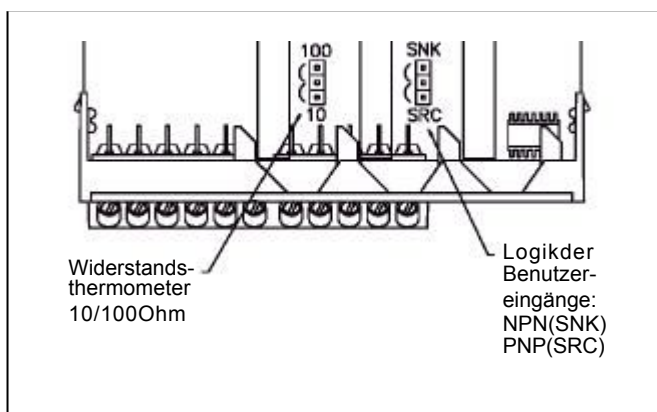 100
SNK
10
SRC
Widerstands-
thermometer
10/100Ohm
Logikder
Benutzer-
eingänge:
NPN(SNK)
PNP(SRC)